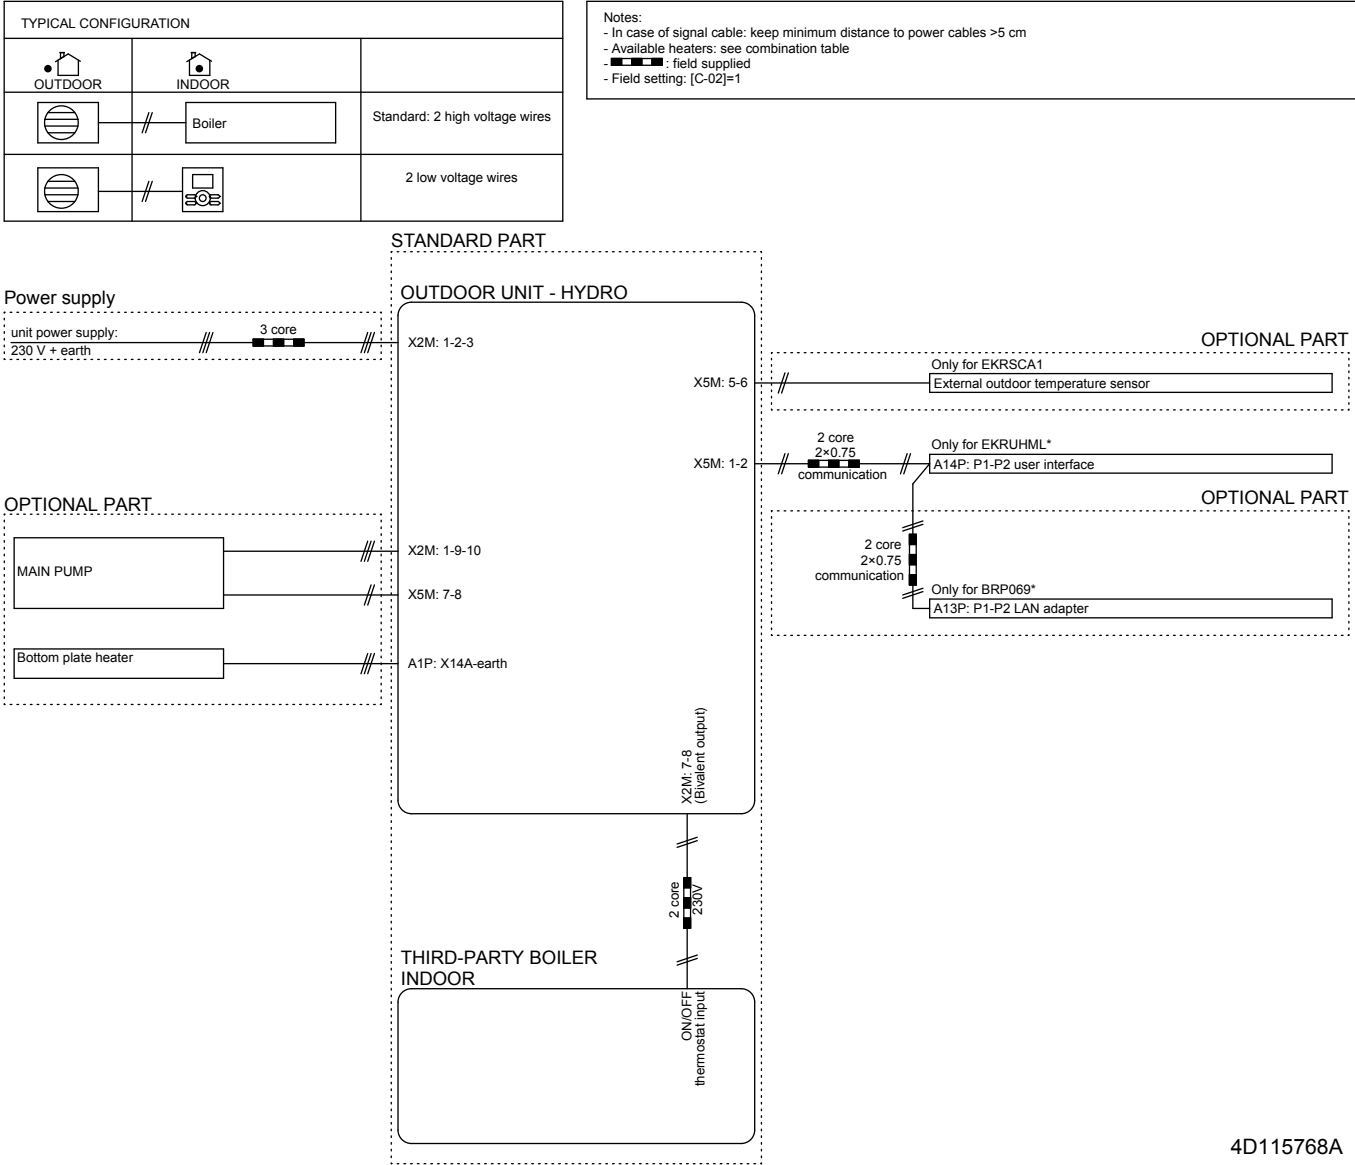 TYPICAL CONFIGURATION
OUTDOOR
INDOOR
Boiler
Standard: 2 high voltage wires
2 low voltage wires
Notes:
- In case of signal cable: keep minimum distance to power cables >5 cm
- Available heaters: see combination table
- : field supplied
- Field setting: [C-02]=1
STANDARD PART
Power supply
unit power supply:
230 V + earth
3 core
OUTDOOR UNIT - HYDRO
X2M: 1-2-3
X5M: 5-6
OPTIONAL PART
Only for EKRSCA1
External outdoor temperature sensor
X5M: 1-2
2 core
2×0.75
communication
Only for EKRUHML*
A14P: P1-P2 user interface
OPTIONAL PART
2 core
2×0.75
communication
Only for BRP069*
A13P: P1-P2 LAN adapter
OPTIONAL PART
MAIN PUMP
X2M: 1-9-10
X5M: 7-8
Bottom plate heater
A1P: X14A-earth
X2M: 7-8
(Bivalent output)
2 core
230V
THIRD-PARTY BOILER
INDOOR
ON/OFF
thermostat input
4D115768A